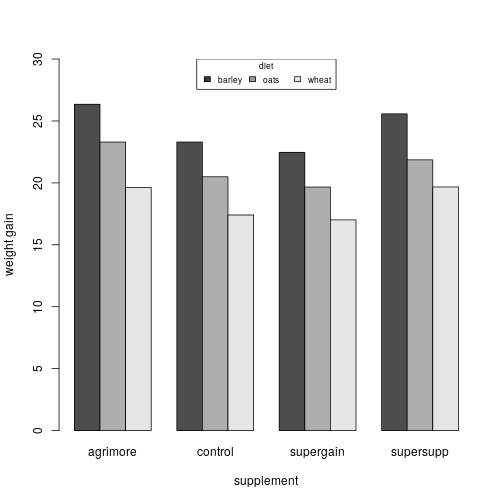 diet
barley oats wheat
weight gain
30
25
20
15
10
5
0
agrimore control supergain supersupp
supplement